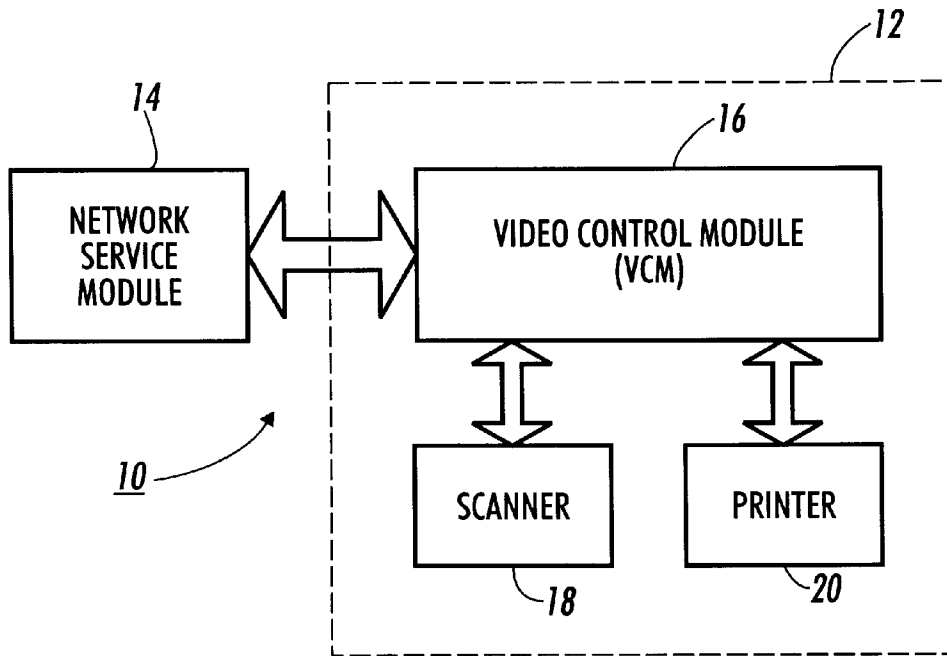 12
14
16
NETWORK
SERVICE
MODULE
VIDEO CONTROL MODULE
(VCM)
10
SCANNER
PRINTER
18
20